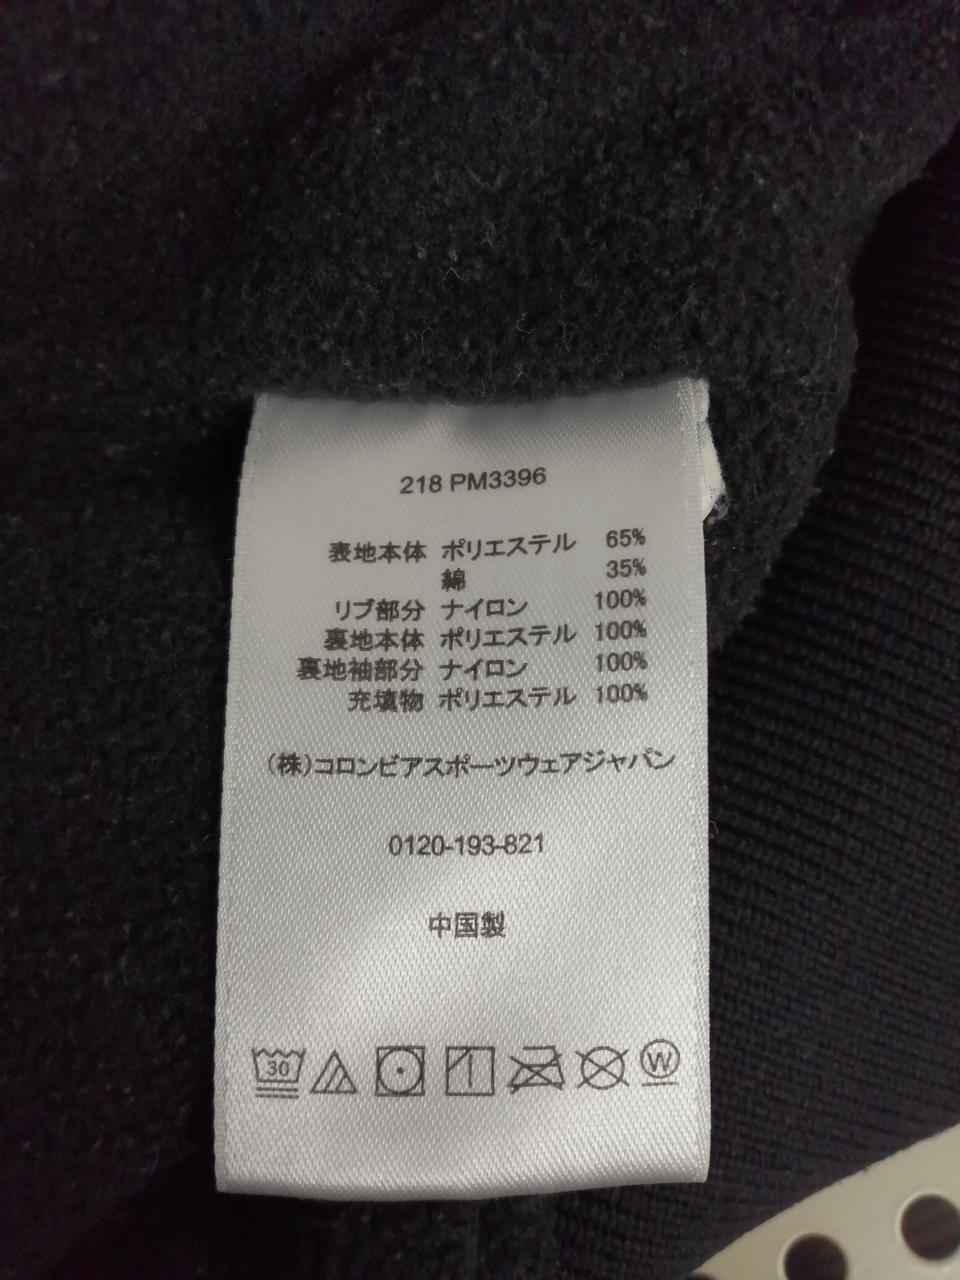 218 PM3396
表地本体 ポリエステル 65%
綿 35%
リブ部分 ナイロン 100%
裏地本体 ポリエステル 100%
裏地袖部分 ナイロン 100%
充填物 ポリエステル 100%
(株)コロンビアスポーツウェアジャパン
0120-193-821
中国製
30 W